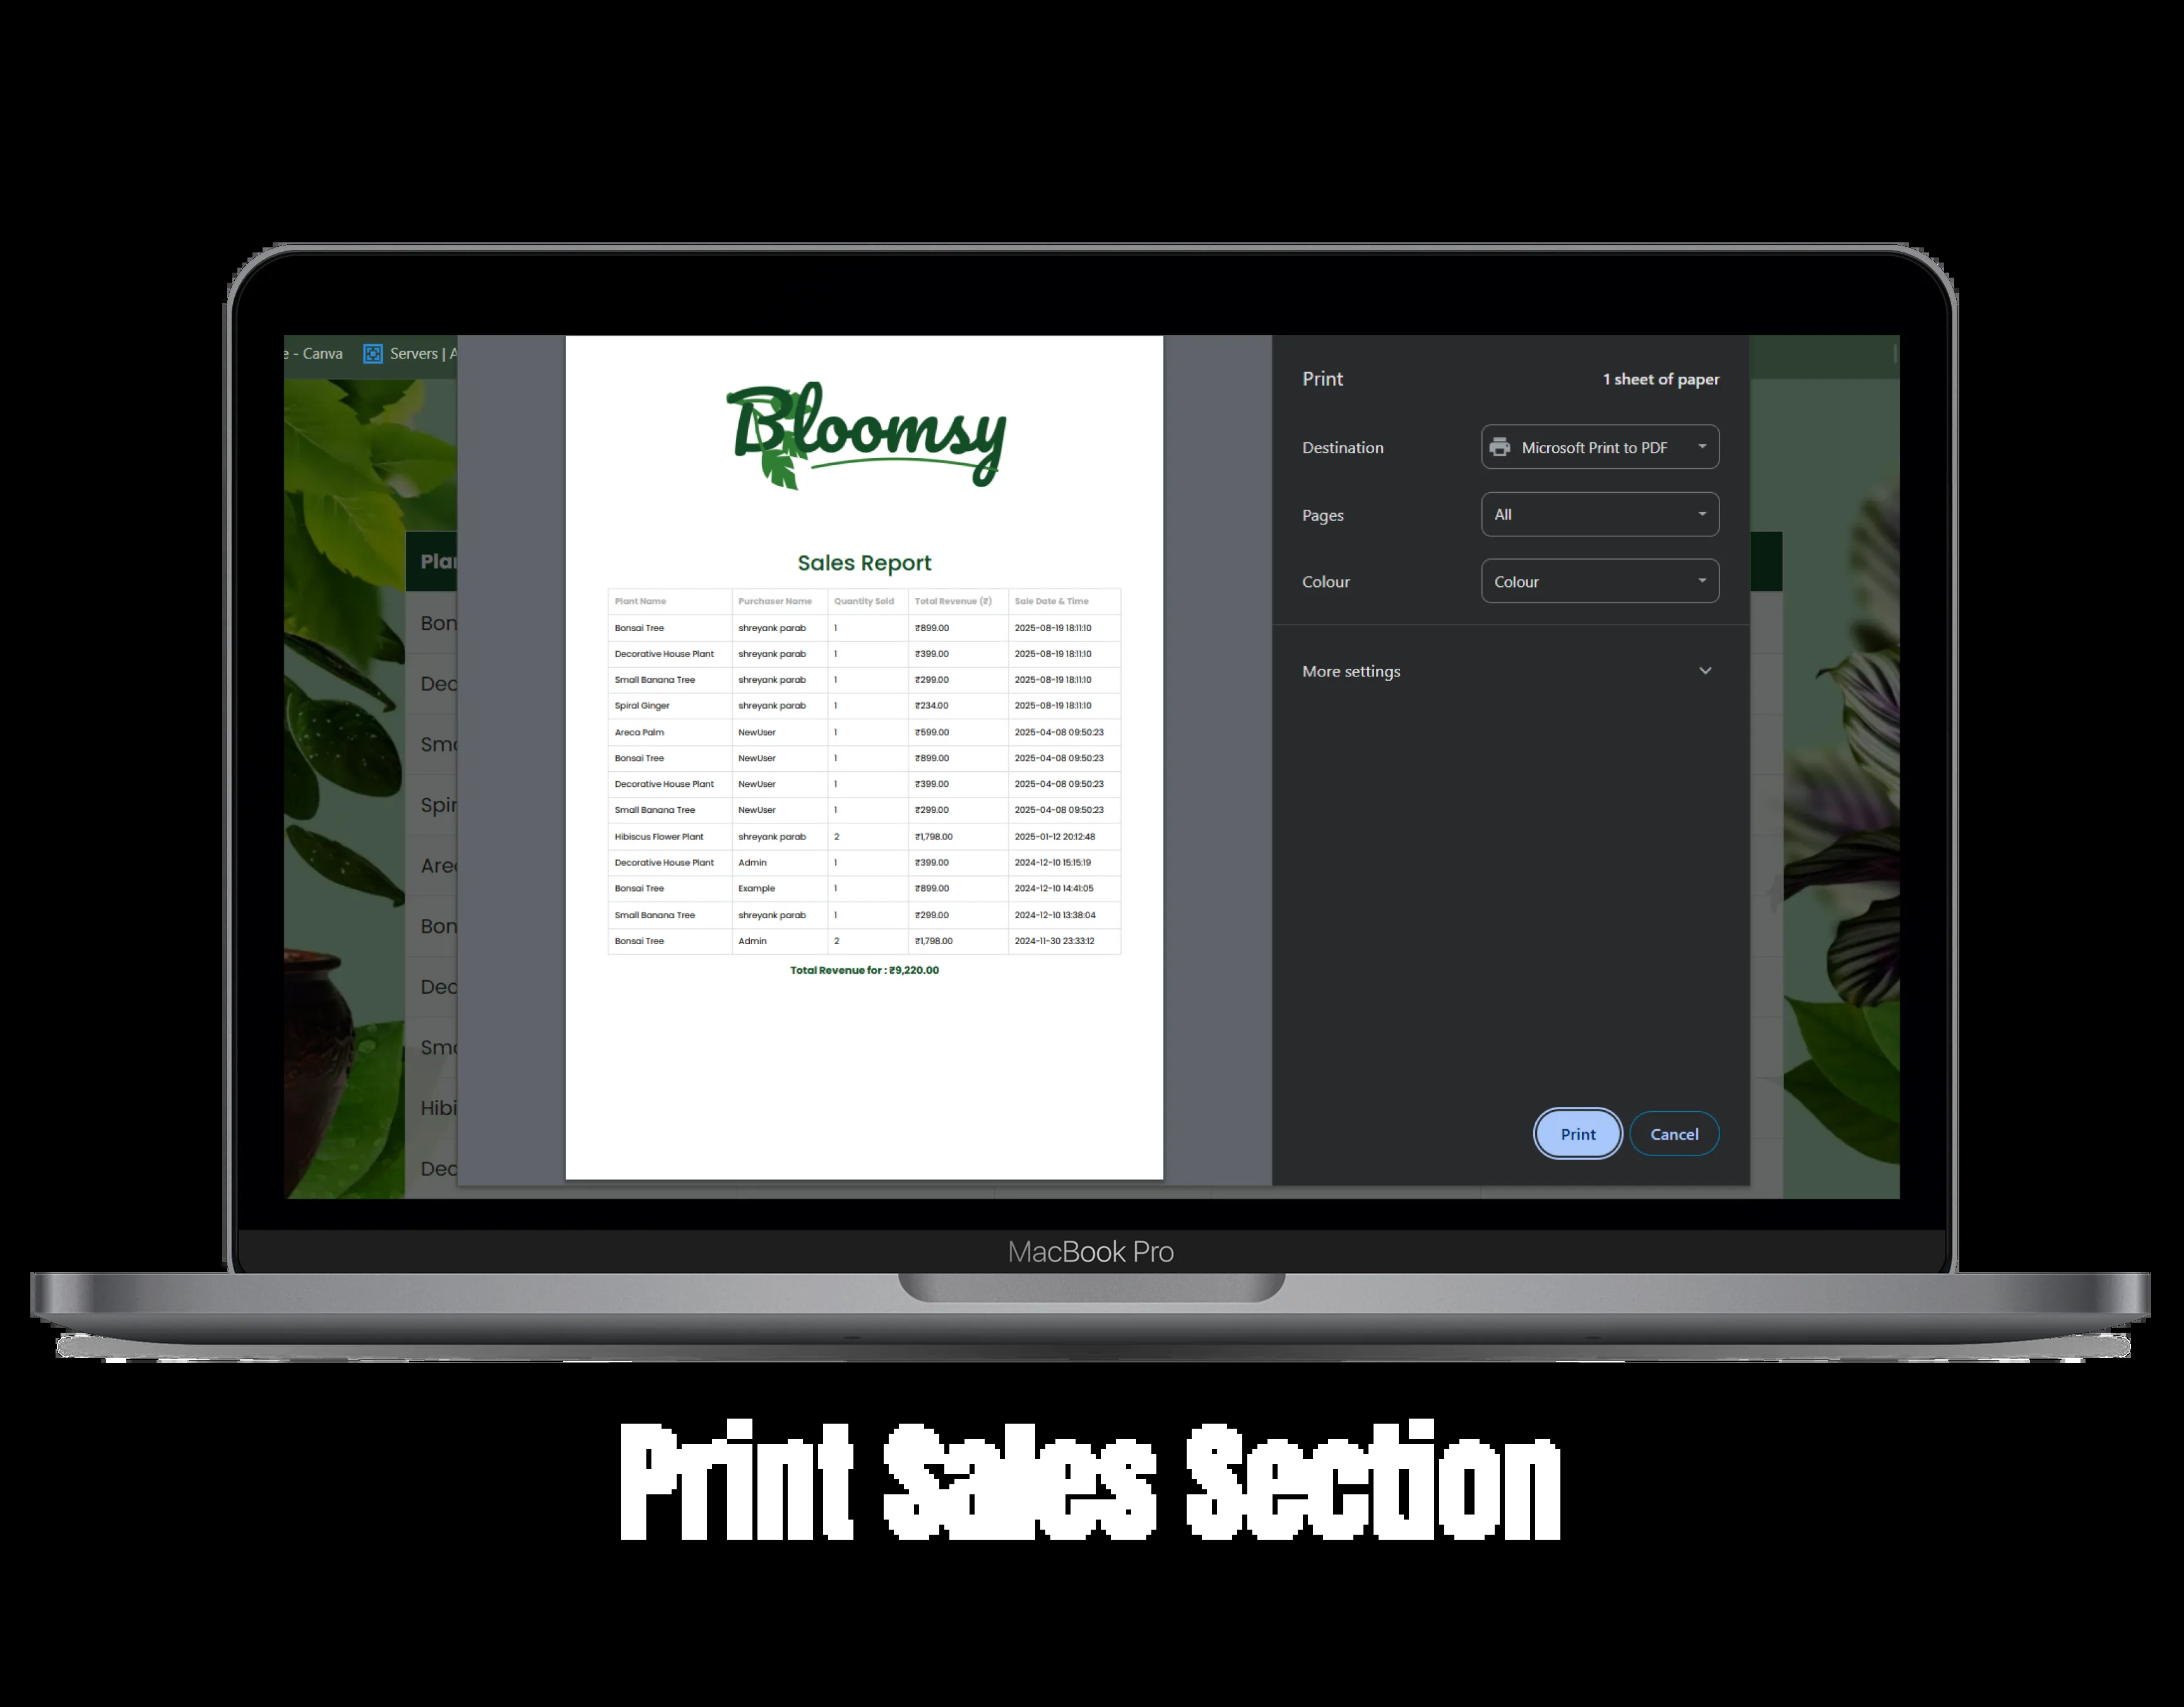 e - Canva Servers | A
Bloomsy
Sales Report
Plant Name Purchaser Name Quantity Sold Total Revenue (₹) Sale Date & Time
Bonsai Tree shreyank parab 1 ₹899.00 2025-08-19 18:11:10
Decorative House Plant shreyank parab 1 ₹399.00 2025-08-19 18:11:10
Small Banana Tree shreyank parab 1 ₹299.00 2025-08-19 18:11:10
Spiral Ginger shreyank parab 1 ₹234.00 2025-08-19 18:11:10
Areca Palm NewUser 1 ₹599.00 2025-04-08 09:50:23
Bonsai Tree NewUser 1 ₹899.00 2025-04-08 09:50:23
Decorative House Plant NewUser 1 ₹399.00 2025-04-08 09:50:23
Small Banana Tree NewUser 1 ₹299.00 2025-04-08 09:50:23
Hibiscus Flower Plant shreyank parab 2 ₹1,798.00 2025-01-12 20:12:48
Decorative House Plant Admin 1 ₹399.00 2024-12-10 15:15:19
Bonsai Tree Example 1 ₹899.00 2024-12-10 14:41:05
Small Banana Tree shreyank parab 1 ₹299.00 2024-12-10 13:38:04
Bonsai Tree Admin 2 ₹1,798.00 2024-11-30 23:33:12
Total Revenue for : ₹9,220.00
Print 1 sheet of paper
Destination Microsoft Print to PDF
Pages All
Colour Colour
More settings
Print Cancel
Plan
Bon
Dec
Sma
Spir
Are
Bon
Dec
Sma
Hibi
Dec
MacBook Pro
Print Sales Section